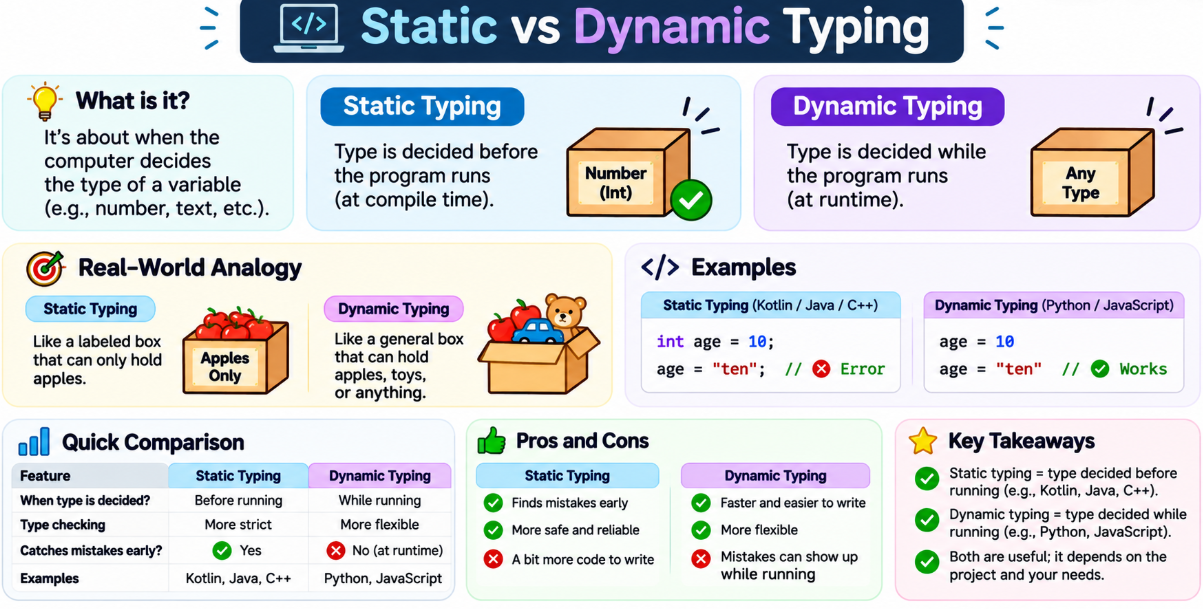 </>
Static vs Dynamic Typing
What is it?
It's about when the
computer decides
the type of a variable
(e.g., number, text, etc.).
Static Typing
Type is decided before
the program runs
(at compile time).
Number
(Int)
Dynamic Typing
Type is decided while
the program runs
(at runtime).
Any
Type
Real-World Analogy
Static Typing
Like a labeled box
that can only hold
apples.
Apples
Only
Dynamic Typing
Like a general box
that can hold
apples, toys,
or anything.
</> Examples
Static Typing (Kotlin / Java / C++)
int age = 10;
age = "ten"; // Error
Dynamic Typing (Python / JavaScript)
age = 10
age = "ten" // Works
Quick Comparison
Feature Static Typing Dynamic Typing
When type is decided? Before running While running
Type checking More strict More flexible
Catches mistakes early? Yes No (at runtime)
Examples Kotlin, Java, C++ Python, JavaScript
Pros and Cons
Static Typing
Finds mistakes early
More safe and reliable
A bit more code to write
Dynamic Typing
Faster and easier to write
More flexible
Mistakes can show up
while running
Key Takeaways
Static typing = type decided before
running (e.g., Kotlin, Java, C++).
Dynamic typing = type decided while
running (e.g., Python, JavaScript).
Both are useful; it depends on the
project and your needs.